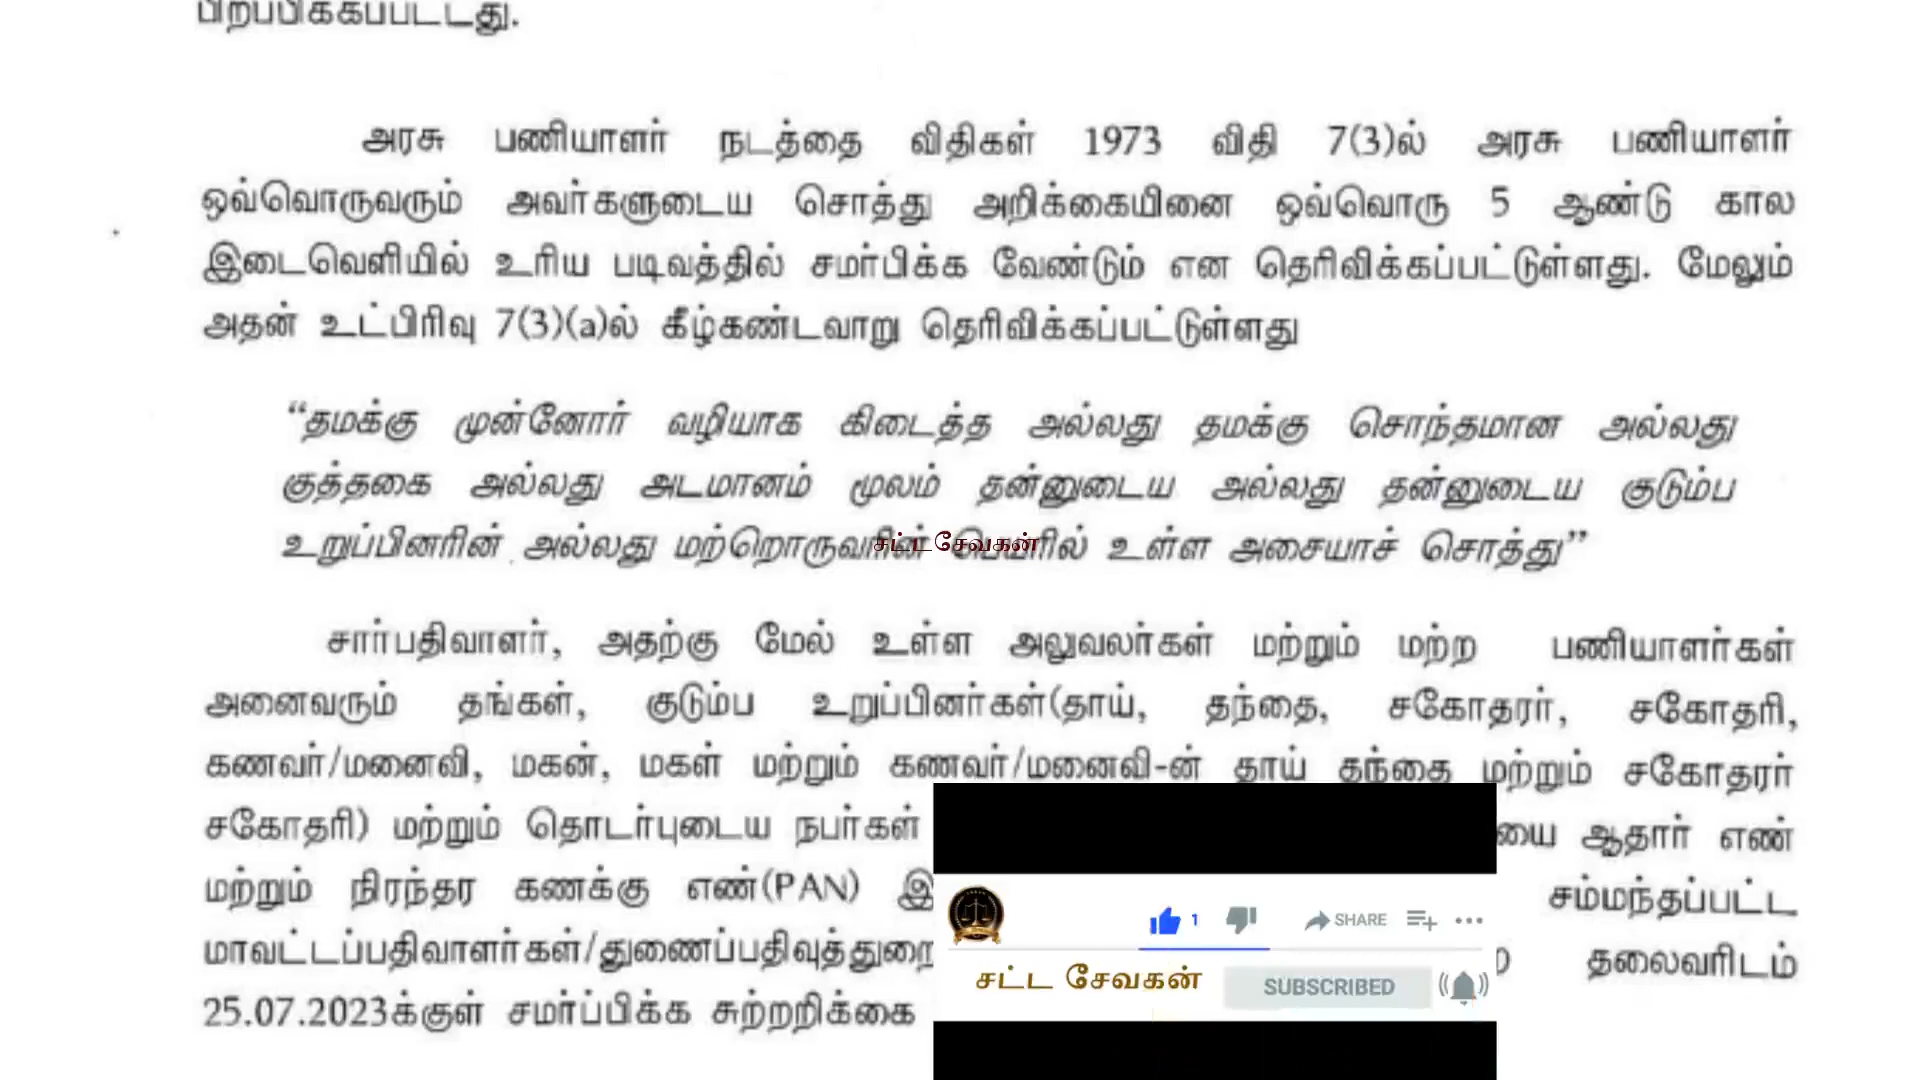 பிறப்பிக்கப்பட்டது.
அரசு பணியாளர் நடத்தை விதிகள் 1973 விதி 7(3)ல் அரசு பணியாளர்
ஒவ்வொருவரும் அவர்களுடைய சொத்து அறிக்கையினை ஒவ்வொரு 5 ஆண்டு கால
இடைவெளியில் உரிய படிவத்தில் சமர்பிக்க வேண்டும் என தெரிவிக்கப்பட்டுள்ளது. மேலும்
அதன் உட்பிரிவு 7(3)(a)ல் கீழ்கண்டவாறு தெரிவிக்கப்பட்டுள்ளது
“தமக்கு முன்னோர் வழியாக கிடைத்த அல்லது தமக்கு சொந்தமான அல்லது
குத்தகை அல்லது அடமானம் மூலம் தன்னுடைய அல்லது தன்னுடைய குடும்ப
உறுப்பினரின் அல்லது மற்றொருவரின் பெயரில் உள்ள அசையாச் சொத்து”
சட்டசேவகன்
சார்பதிவாளர், அதற்கு மேல் உள்ள அலுவலர்கள் மற்றும் மற்ற பணியாளர்கள்
அனைவரும் தங்கள், குடும்ப உறுப்பினர்கள்(தாய், தந்தை, சகோதரர், சகோதரி,
கணவர்/மனைவி, மகன், மகள் மற்றும் கணவர்/மனைவி-ன் தாய் தந்தை மற்றும் சகோதரர்
சகோதரி) மற்றும் தொடர்புடைய நபர்கள் ஆதார் எண்
மற்றும் நிரந்தர கணக்கு எண்(PAN) சம்மந்தப்பட்ட
மாவட்டப்பதிவாளர்கள்/துணைப்பதிவுத்துறை தலைவரிடம்
25.07.2023க்குள் சமர்ப்பிக்க சுற்றறிக்கை
1 SHARE
சட்ட சேவகன் SUBSCRIBED